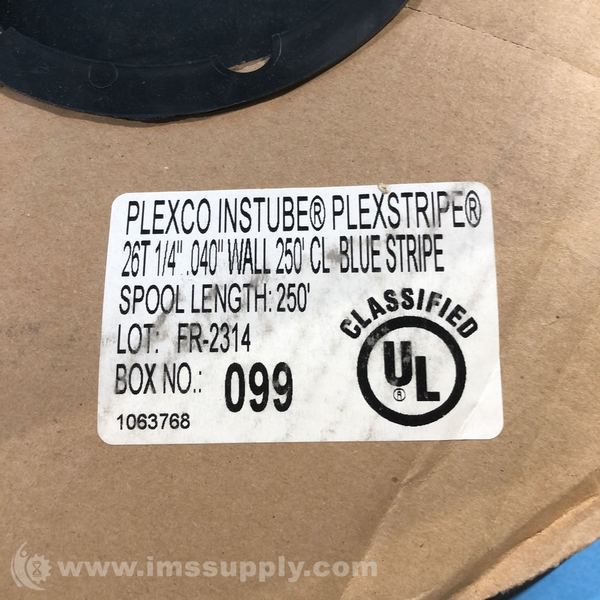 PLEXCO INSTUBE® PLEXSTRIPE®
26T 1/4" .040" WALL 250' CL BLUE STRIPE
SPOOL LENGTH: 250'
LOT: FR-2314
BOX NO.: 099
1063768
CLASSIFIED
UL
®
www.imssupply.com